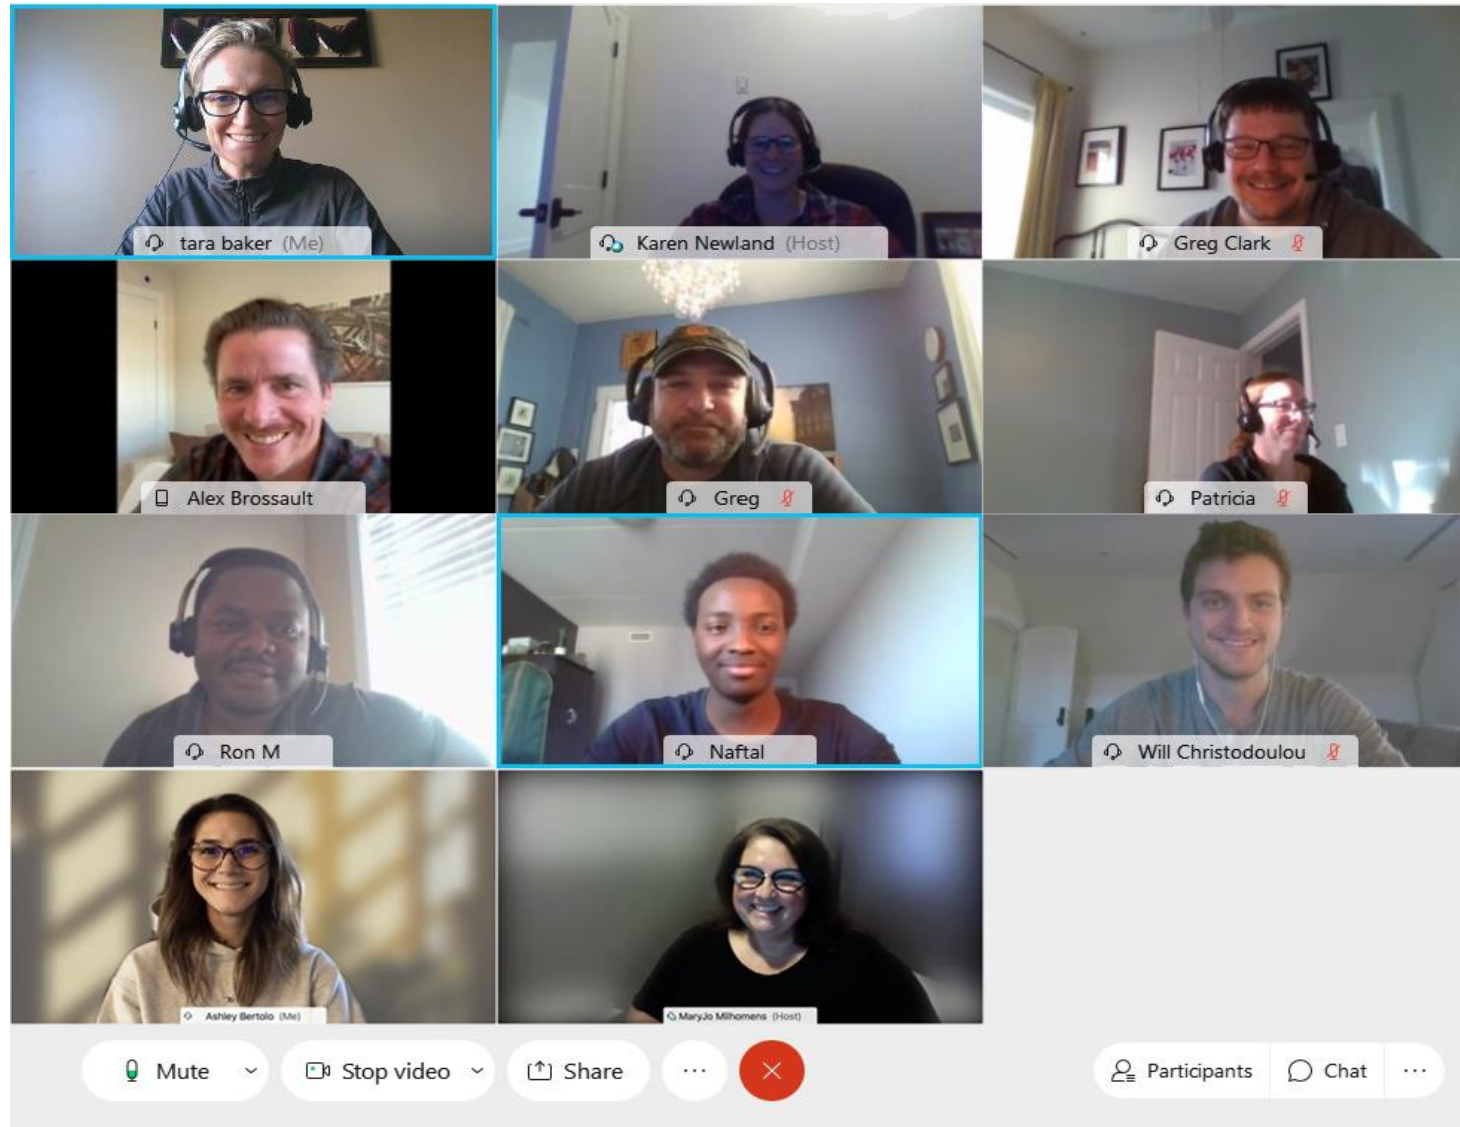 tara baker (Me)
Karen Newland (Host)
Greg Clark
Alex Brossault
Greg
Patricia
Ron M
Naftal
Will Christodoulou
Ashley Bertolo (Me)
MaryJo Milhomens (Host)
Mute
Stop video
Share
Participants
Chat